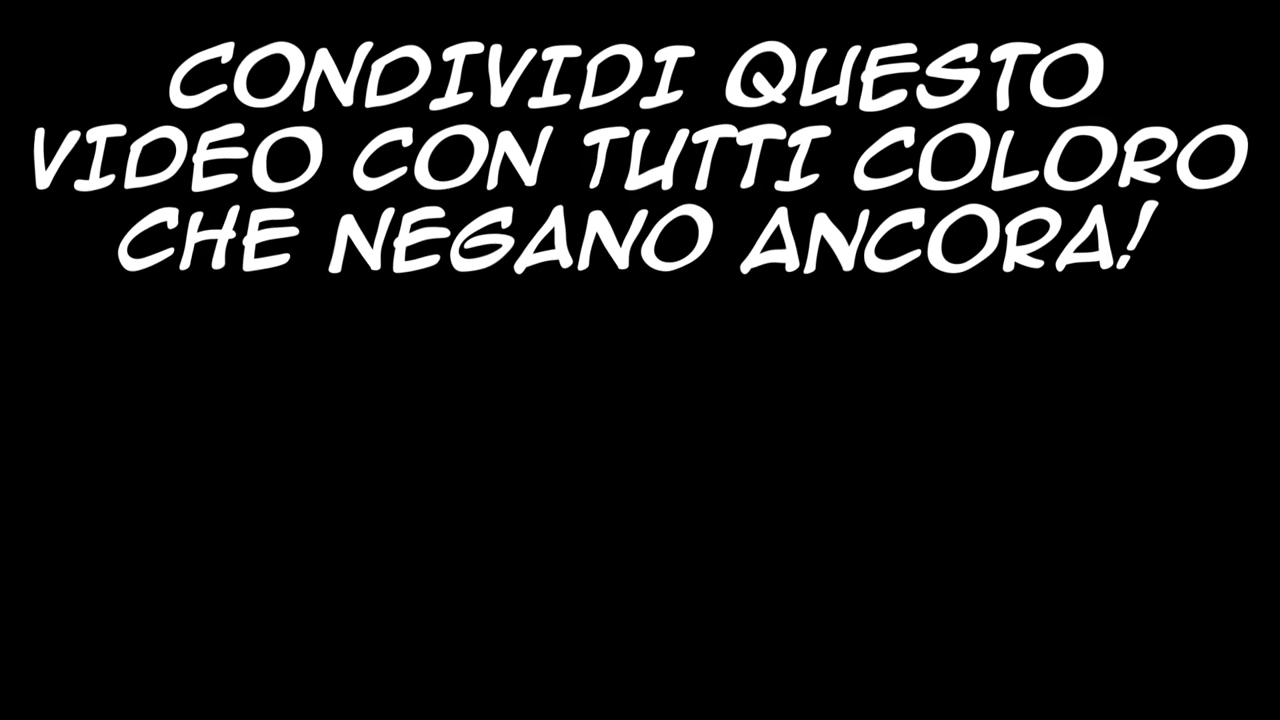 CONDIVIDI QUESTO
VIDEO CON TUTTI COLORO
CHE NEGANO ANCORA!